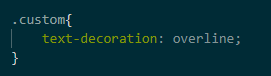 .custom{
    text-decoration: overline;
}